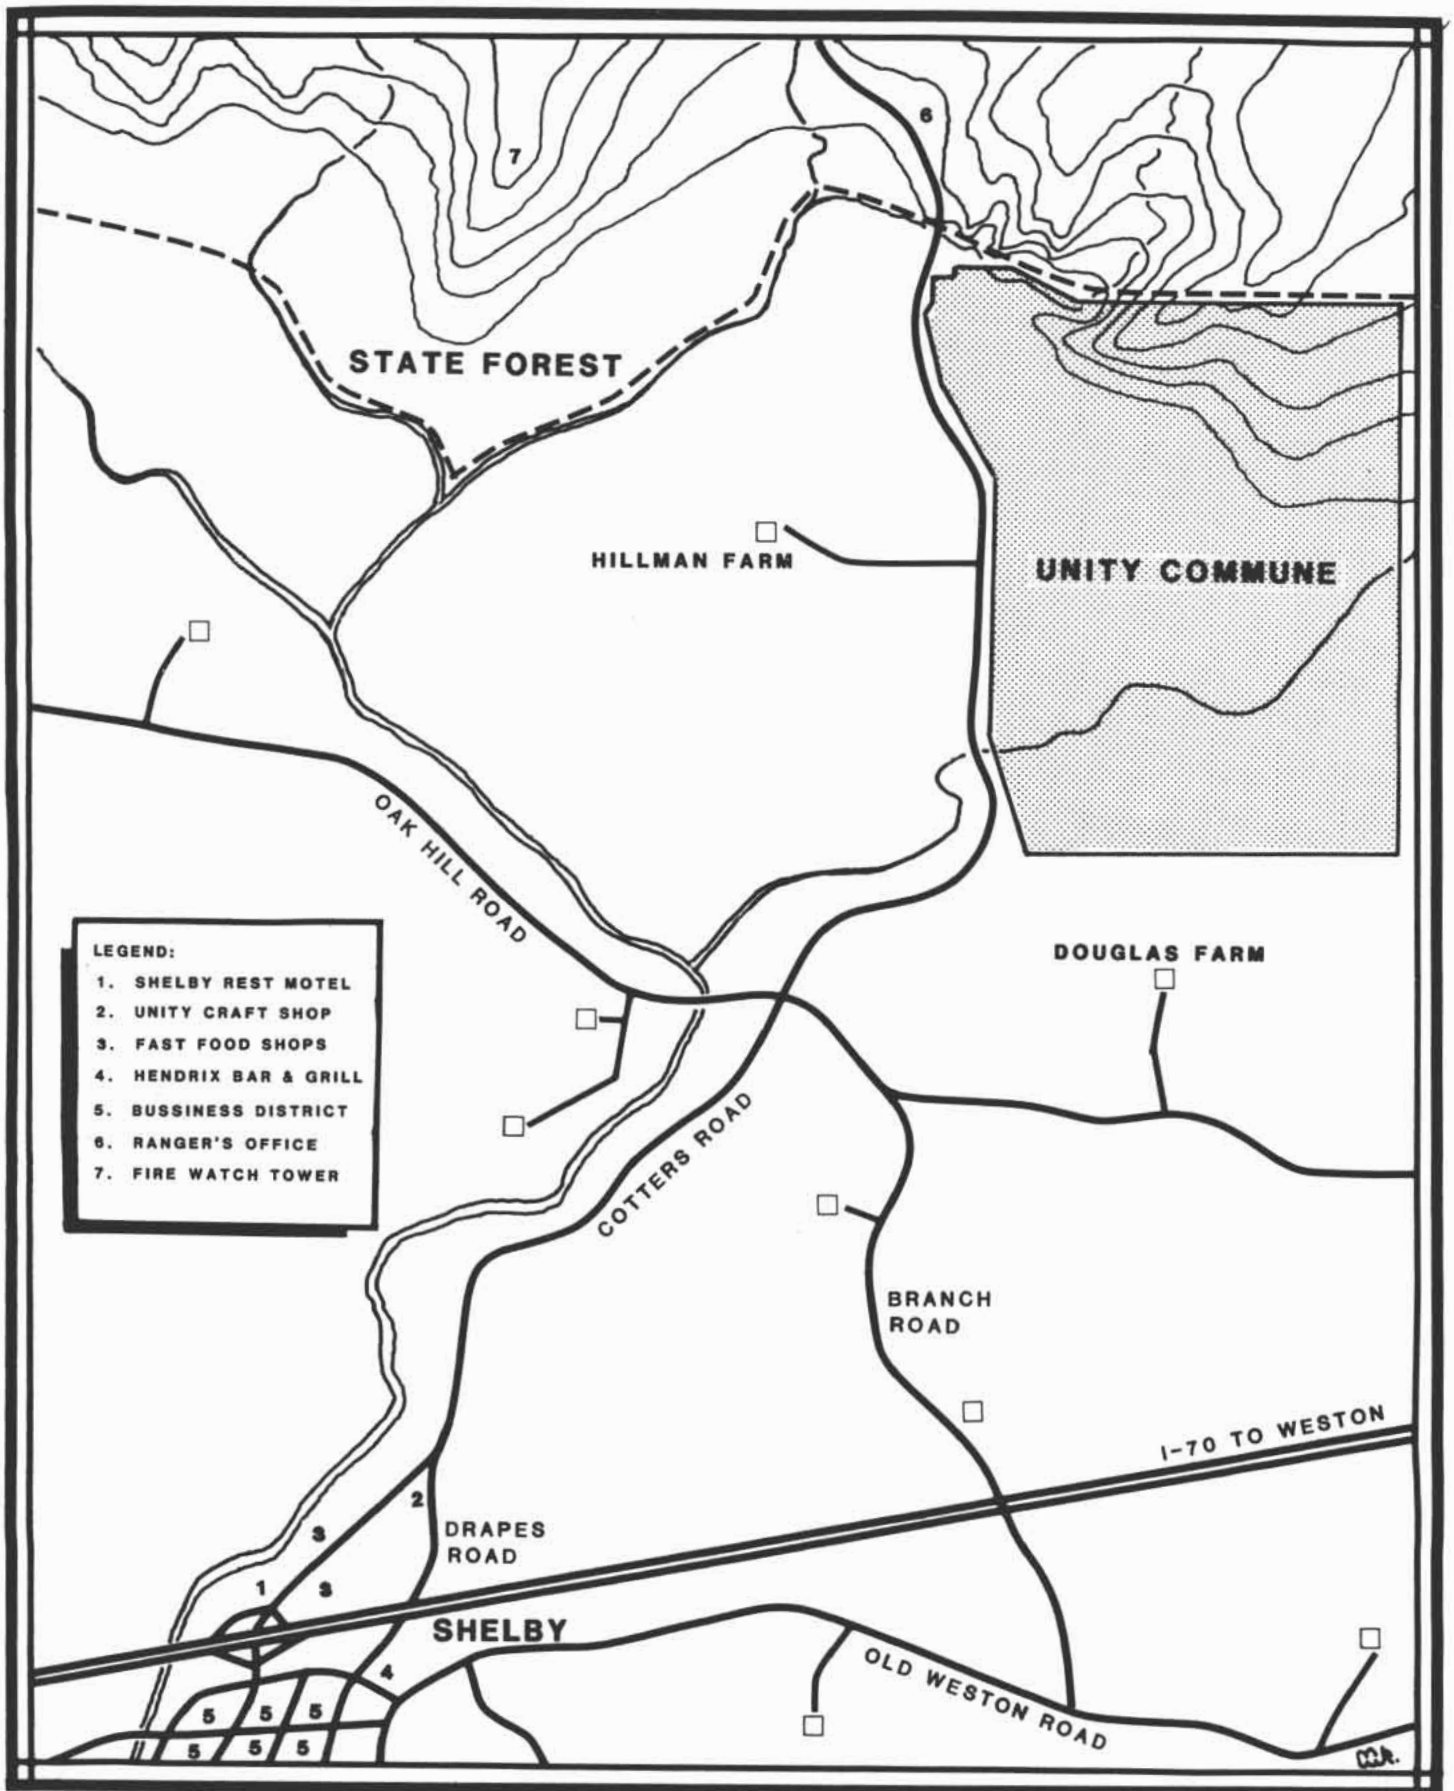 6
7
STATE FOREST
HILLMAN FARM
UNITY COMMUNE
OAK HILL ROAD
LEGEND:
1. SHELBY REST MOTEL
2. UNITY CRAFT SHOP
3. FAST FOOD SHOPS
4. HENDRIX BAR & GRILL
5. BUSSINESS DISTRICT
6. RANGER'S OFFICE
7. FIRE WATCH TOWER
DOUGLAS FARM
COTTERS ROAD
BRANCH
ROAD
I-70 TO WESTON
2
3
DRAPES
ROAD
1
3
SHELBY
4
OLD WESTON ROAD
5 5 5
5 5 5